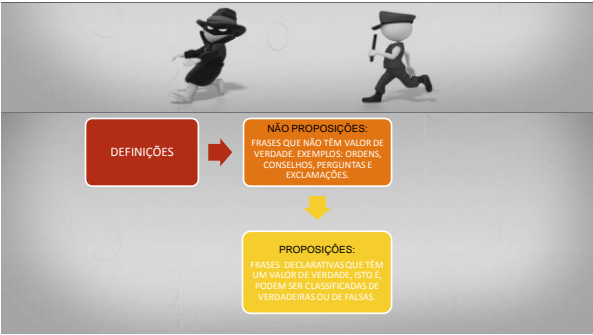 DEFINIÇÕES
NÃO PROPOSIÇÕES:
FRASES QUE NÃO TÊM VALOR DE
VERDADE. EXEMPLOS: ORDENS,
CONSELHOS, PERGUNTAS E
EXCLAMAÇÕES.
PROPOSIÇÕES:
FRASES DECLARATIVAS QUE TÊM
UM VALOR DE VERDADE, ISTO É,
PODEM SER CLASSIFICADAS DE
VERDADEIRAS OU DE FALSAS.